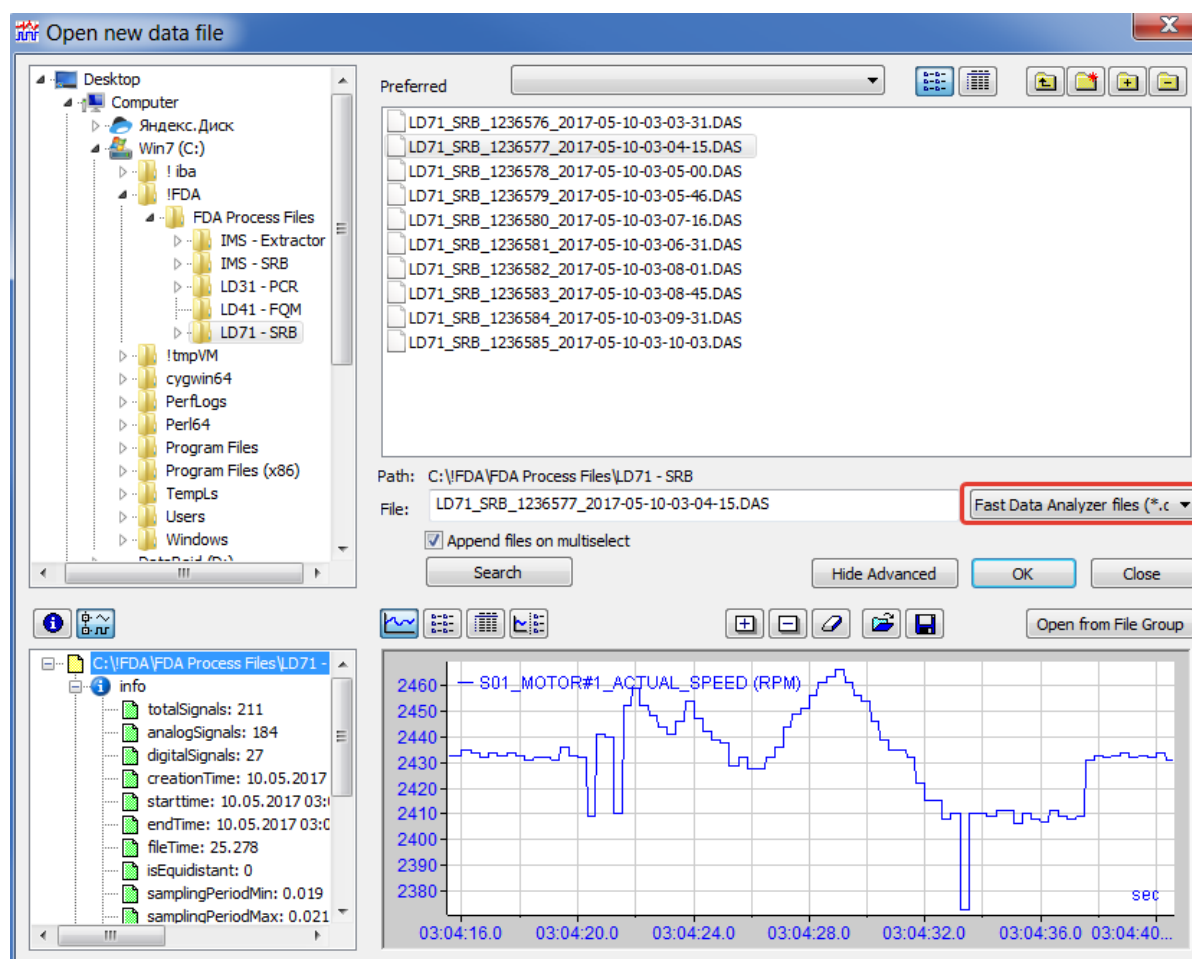 Open new data file
Desktop
Computer
Яндекс.Диск
Win7 (C:)
! iba
!FDA
FDA Process Files
IMS - Extractor
IMS - SRB
LD31 - PCR
LD41 - FQM
LD71 - SRB
!tmpVM
cygwin64
PerfLogs
Perl64
Program Files
Program Files (x86)
TempLs
Users
Windows
Preferred
LD71_SRB_1236576_2017-05-10-03-03-31.DAS
LD71_SRB_1236577_2017-05-10-03-04-15.DAS
LD71_SRB_1236578_2017-05-10-03-05-00.DAS
LD71_SRB_1236579_2017-05-10-03-05-46.DAS
LD71_SRB_1236580_2017-05-10-03-07-16.DAS
LD71_SRB_1236581_2017-05-10-03-06-31.DAS
LD71_SRB_1236582_2017-05-10-03-08-01.DAS
LD71_SRB_1236583_2017-05-10-03-08-45.DAS
LD71_SRB_1236584_2017-05-10-03-09-31.DAS
LD71_SRB_1236585_2017-05-10-03-10-03.DAS
Path: C:\!FDA\FDA Process Files\LD71 - SRB
File: LD71_SRB_1236577_2017-05-10-03-04-15.DAS Fast Data Analyzer files (*.c
Append files on multiselect
Search Hide Advanced OK Close
Open from File Group
C:\!FDA\FDA Process Files\LD71 -
info
totalSignals: 211
analogSignals: 184
digitalSignals: 27
creationTime: 10.05.2017
starttime: 10.05.2017 03:
endTime: 10.05.2017 03:0
fileTime: 25.278
isEquidistant: 0
samplingPeriodMin: 0.019
samplingPeriodMax: 0.021
S01_MOTOR#1_ACTUAL_SPEED (RPM)
2460
2450
2440
2430
2420
2410
2400
2390
2380
sec
03:04:16.0 03:04:20.0 03:04:24.0 03:04:28.0 03:04:32.0 03:04:36.0 03:04:40...